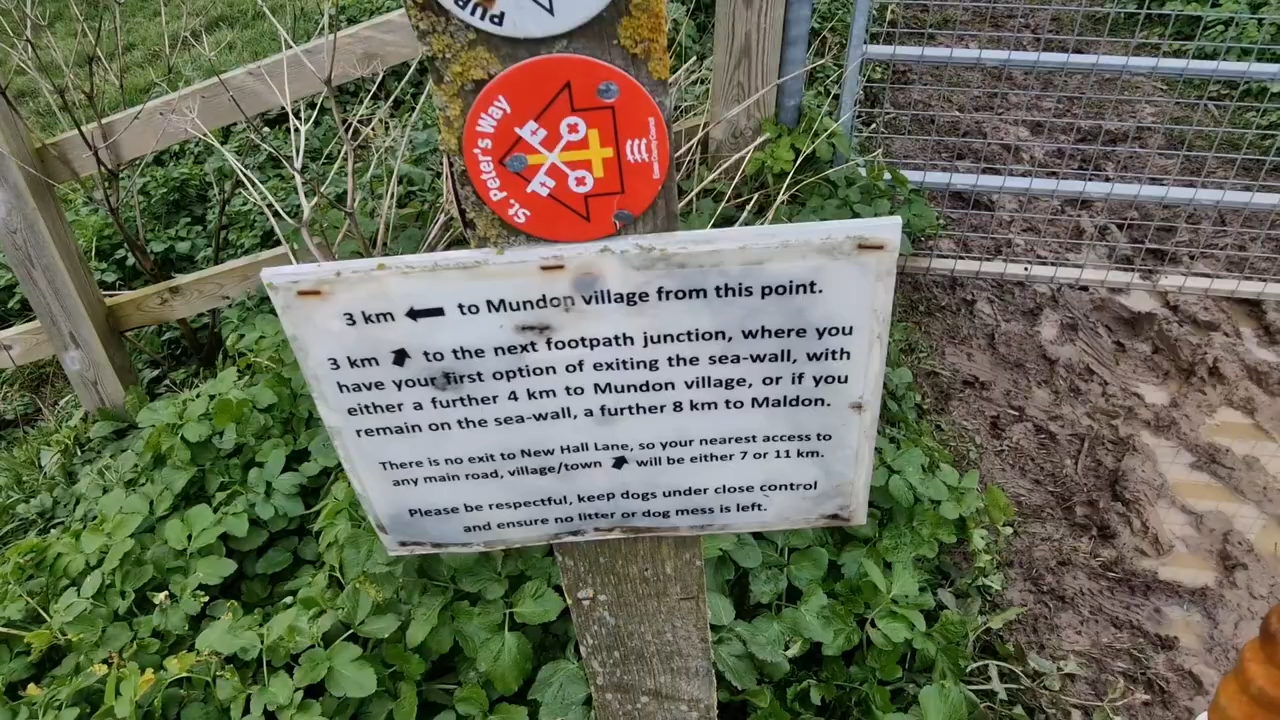 PUB
St. Peter's Way
Essex County Council
3 km ← to Mundon village from this point.
3 km ⬈ to the next footpath junction, where you
have your first option of exiting the sea-wall, with
either a further 4 km to Mundon village, or if you
remain on the sea-wall, a further 8 km to Maldon.
There is no exit to New Hall Lane, so your nearest access to
any main road, village/town ⬈ will be either 7 or 11 km.
Please be respectful, keep dogs under close control
and ensure no litter or dog mess is left.